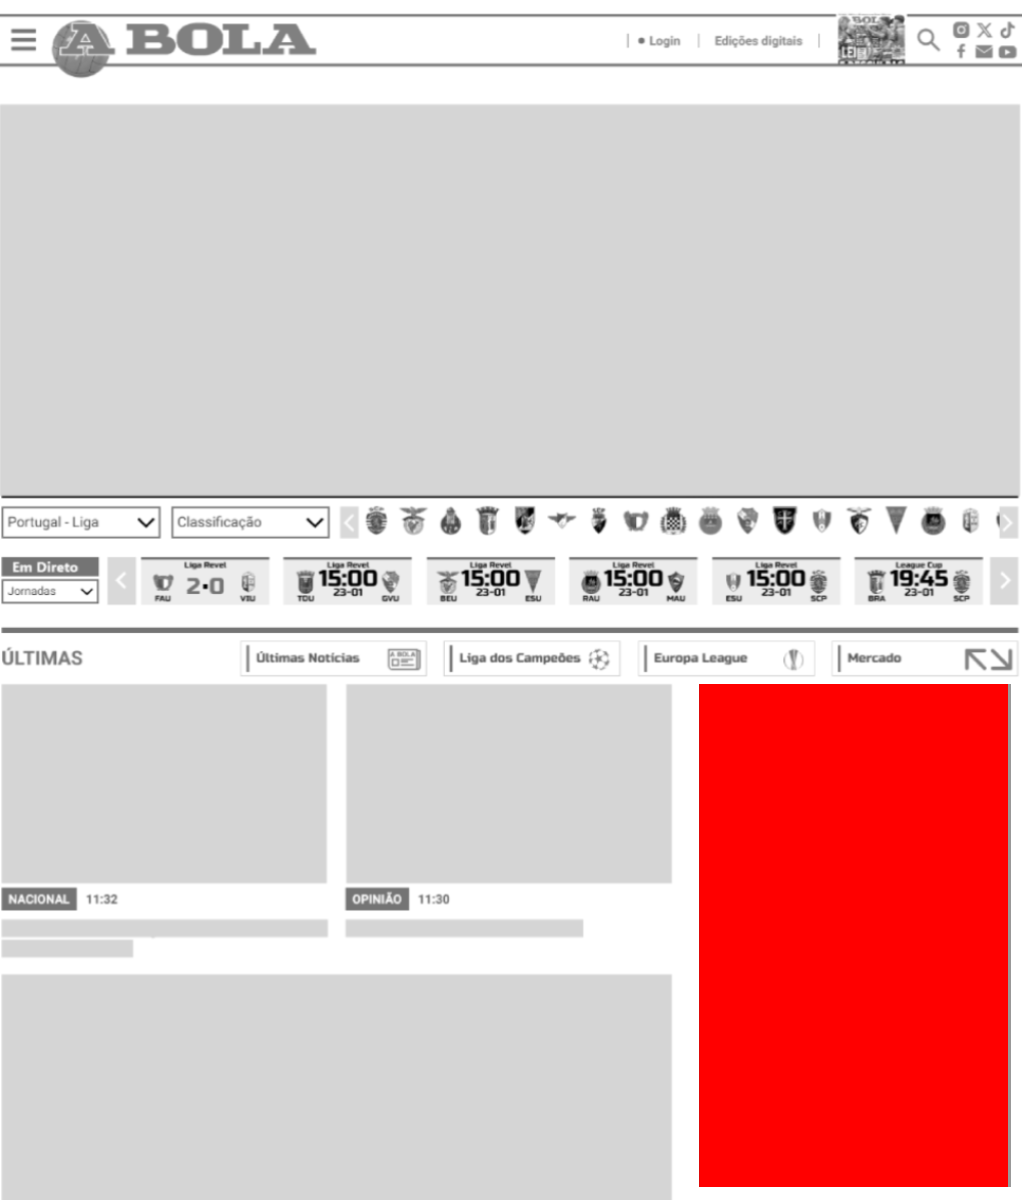 A BOLA
Login
Edições digitais
Portugal - Liga
Classificação
Em Direto
Jornadas
Liga Revel
FAU 2-0 VIU
Liga Revel
15:00
23-01
TOU GVU
Liga Revel
15:00
23-01
BEU ESU
Liga Revel
15:00
23-01
RAU MAU
Liga Revel
15:00
23-01
ESU SCP
League Cup
19:45
23-01
BRA SCP
ÚLTIMAS
Últimas Notícias
A BOLA
Liga dos Campeões
Europa League
Mercado
NACIONAL 11:32
OPINIÃO 11:30